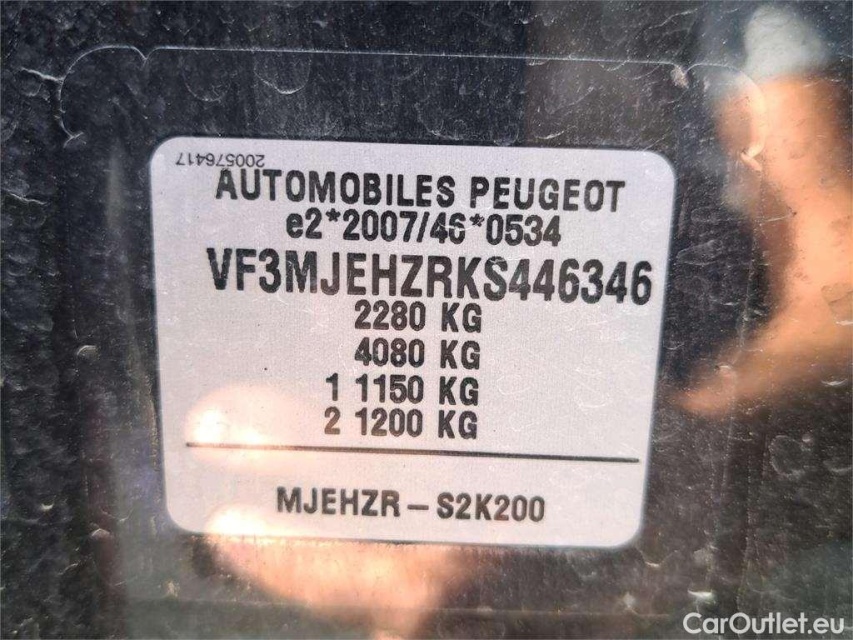 200576417
AUTOMOBILES PEUGEOT
e2*2007/46*0534
VF3MJEHZRKS446346
2280 KG
4080 KG
1 1150 KG
2 1200 KG
MJEHZR – S2K200
CarOutlet.eu